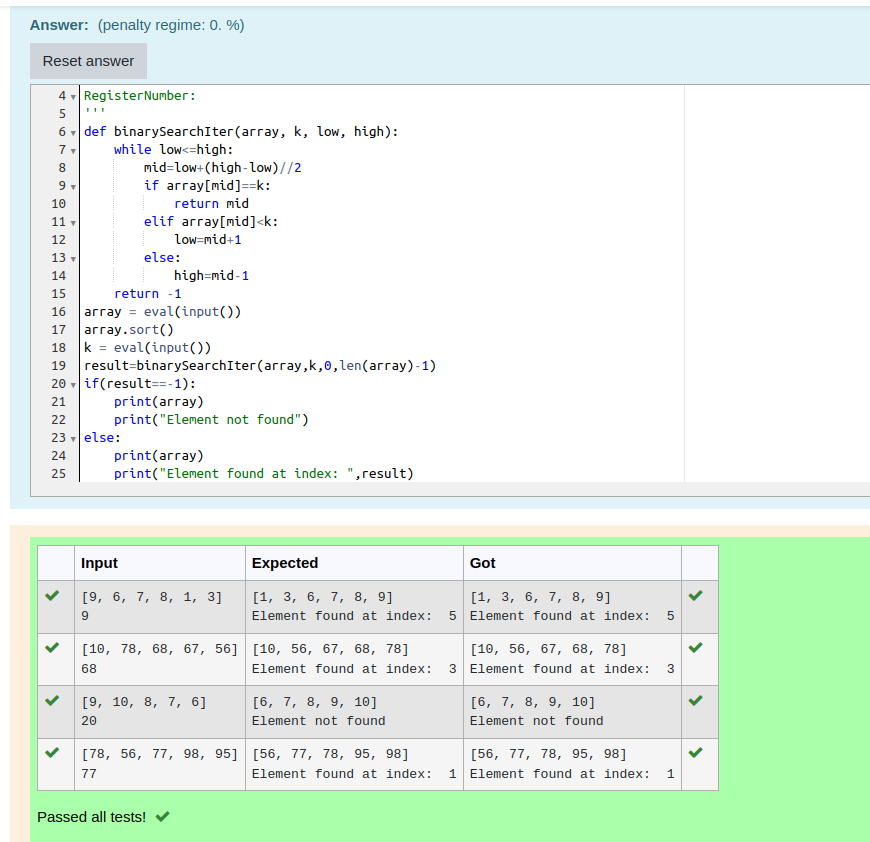 Answer: (penalty regime: 0. %)
Reset answer
4 RegisterNumber:
5 '''
6 def binarySearchIter(array, k, low, high):
7     while low<=high:
8         mid=low+(high-low)//2
9         if array[mid]==k:
10             return mid
11         elif array[mid]<k:
12             low=mid+1
13         else:
14             high=mid-1
15     return -1
16 array = eval(input())
17 array.sort()
18 k = eval(input())
19 result=binarySearchIter(array,k,0,len(array)-1)
20 if(result==-1):
21     print(array)
22     print("Element not found")
23 else:
24     print(array)
25     print("Element found at index: ",result)
Input Expected Got
[9, 6, 7, 8, 1, 3] [1, 3, 6, 7, 8, 9] [1, 3, 6, 7, 8, 9]
9 Element found at index:  5 Element found at index:  5
[10, 78, 68, 67, 56] [10, 56, 67, 68, 78] [10, 56, 67, 68, 78]
68 Element found at index:  3 Element found at index:  3
[9, 10, 8, 7, 6] [6, 7, 8, 9, 10] [6, 7, 8, 9, 10]
20 Element not found Element not found
[78, 56, 77, 98, 95] [56, 77, 78, 95, 98] [56, 77, 78, 95, 98]
77 Element found at index:  1 Element found at index:  1
Passed all tests!